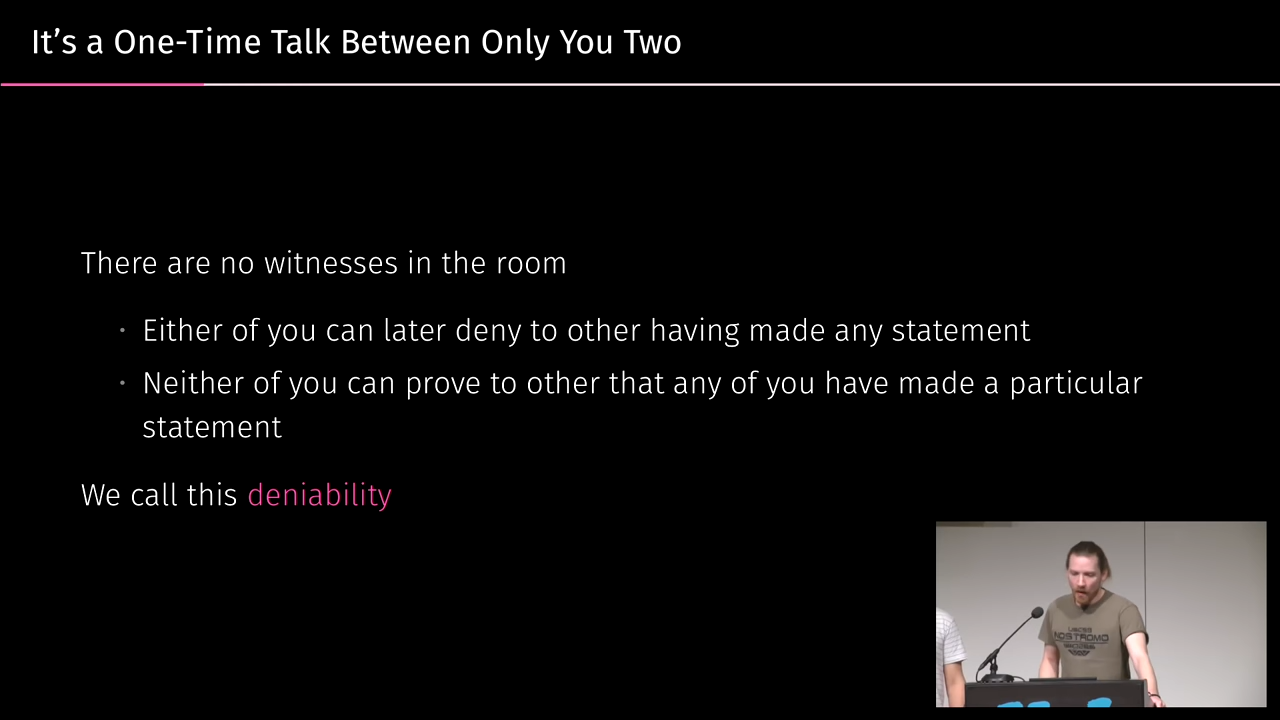 It’s a One-Time Talk Between Only You Two
There are no witnesses in the room
· Either of you can later deny to other having made any statement
· Neither of you can prove to other that any of you have made a particular
statement
We call this deniability
NOSTROMO